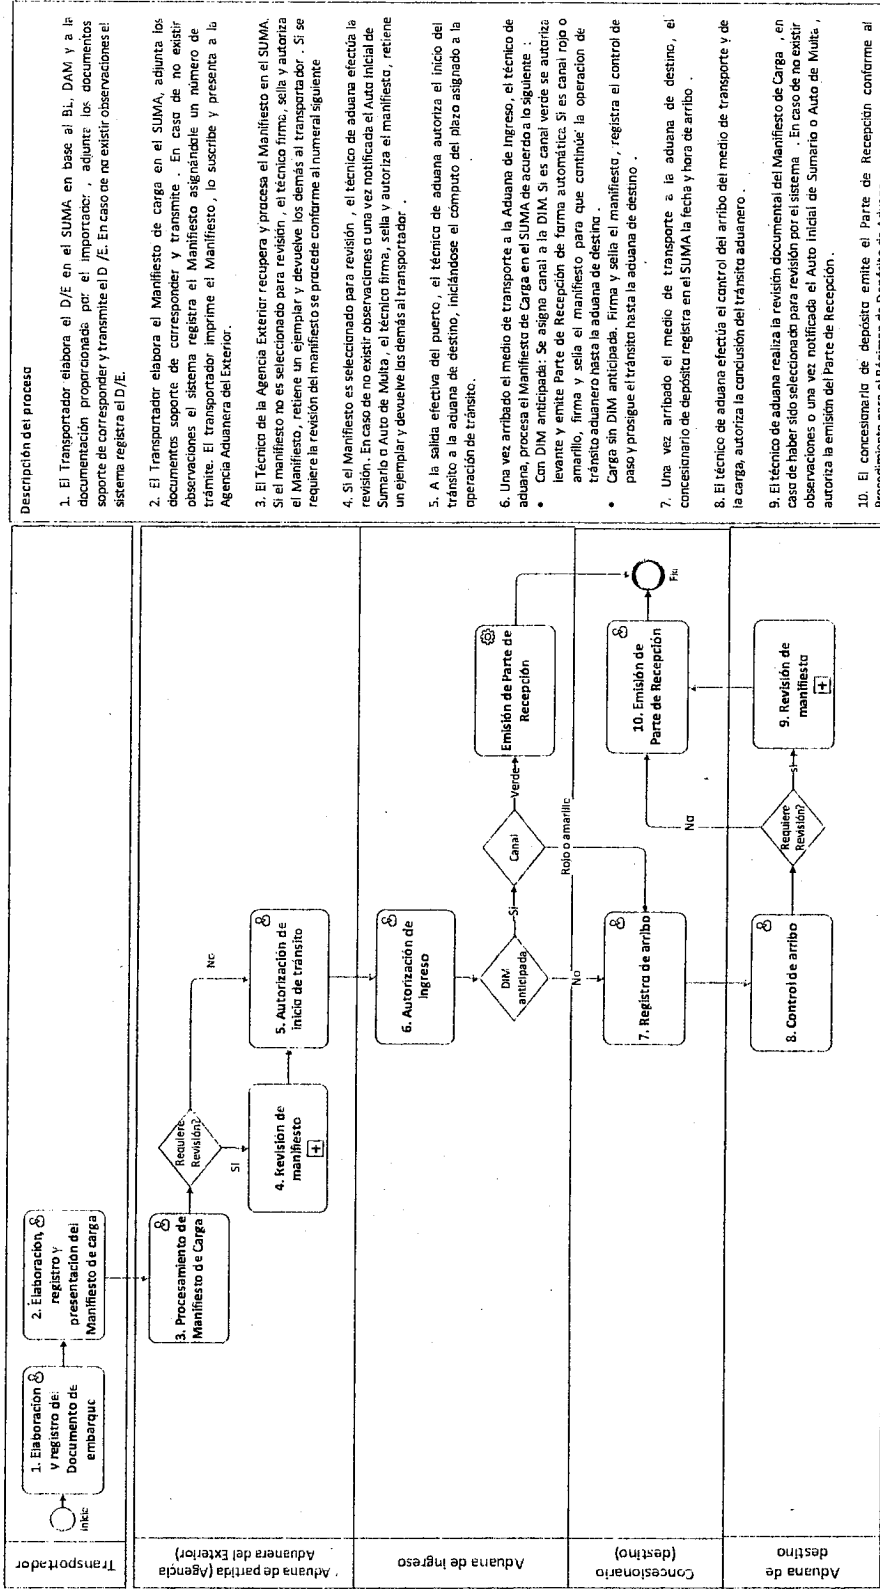 Transportador
Aduana de partida (Agencia
Aduanera del Exterior)
Aduana de ingreso
Concesionario
(destino)
Aduana de
destino
Inicio
1. Elaboracion
y registro de
Documento de
embarque
2. Elaboracion,
registro y
presentación del
Manifiesto de carga
3. Procesamiento de
Manifiesto de Carga
Requiere
Revisión?
No
SI
4. Revisión de
manifiesto
5. Autorización de
inicio de tránsito
6. Autorización de
Ingreso
DIM
anticipada
Si
No
Canal
Verde
Rojo o amarillo
Emisión de Parte de
Recepción
7. Registro de arribo
8. Control de arribo
Requiere
Revisión?
No
si
9. Revisión de
manifiesto
10. Emisión de
Parte de Recepción
Fin
Descripción del proceso
1. El Transportador elabora el D/E en el SUMA en base al BL, DAM y a la
documentación proporcionada por el importador , adjunta los documentos
soporte de corresponder y transmite el D /E. En caso de no existir observaciones el
sistema registra el D/E.
2. El Transportador elabora el Manifiesto de carga en el SUMA, adjunta los
documentos soporte de corresponder y transmite . En caso de no existir
observaciones el sistema registra el Manifiesto asignándole un número de
trámite. El transportador imprime el Manifiesto , lo suscribe y presenta a la
Agencia Aduanera del Exterior.
3. El Técnico de la Agencia Exterior recupera y procesa el Manifiesto en el SUMA.
Si el manifiesto no es seleccionado para revisión , el técnico firma, sella y autoriza
el Manifiesto, retiene un ejemplar y devuelve los demás al transportador . Si se
requiere la revisión del manifiesto se procede conforme al numeral siguiente
4. Si el Manifiesto es seleccionado para revisión , el técnico de aduana efectúa la
revisión. En caso de no existir observaciones o una vez notificada el Auto Inicial de
Sumario o Auto de Multa , el técnico firma, sella y autoriza el manifiesto , retiene
un ejemplar y devuelve los demás al transportador .
5. A la salida efectiva del puerto , el técnico de aduana autoriza el inicio del
tránsito a la aduana de destino, iniciándose el computo del plazo asignado a la
operación de tránsito.
6. Una vez arribado el medio de transporte a la Aduana de Ingreso, el técnico de
aduana, procesa el Manifiesto de Carga en el SUMA de acuerdo a lo siguiente :
• Con DIM anticipada: Se asigna canal a la DIM. Si es canal verde se autoriza
levante y emite Parte de Recepción de forma automática. Si es canal rojo o
amarillo, firma y sella el manifiesto para que continúe la operacion de
tránsito aduanero hasta la aduana de destino .
• Carga sin DIM anticipada. Firma y sella el manifiesto , registra el control de
paso y prosigue el tránsito hasta la aduana de destino .
7. Una vez arribado el medio de transporte a la aduana de destino , el
concesionario de depósito registra en el SUMA la fecha y hora de arribo .
8. El técnico de aduana efectúa el control del arribo del medio de transporte y de
la carga, autoriza la conclusión del tránsito aduanero .
9. El técnico de aduana realiza la revisión documental del Manifiesto de Carga , en
caso de haber sido seleccionado para revisión por el sistema . En caso de no existir
observaciones o una vez notificada el Auto inicial de Sumario o Auto de Multa ,
autoriza la emisión del Parte de Recepción .
10. El concesionario de depósito emite el Parte de Recepción conforme al
Procedimiento para el Régimen de Depósito de Aduana